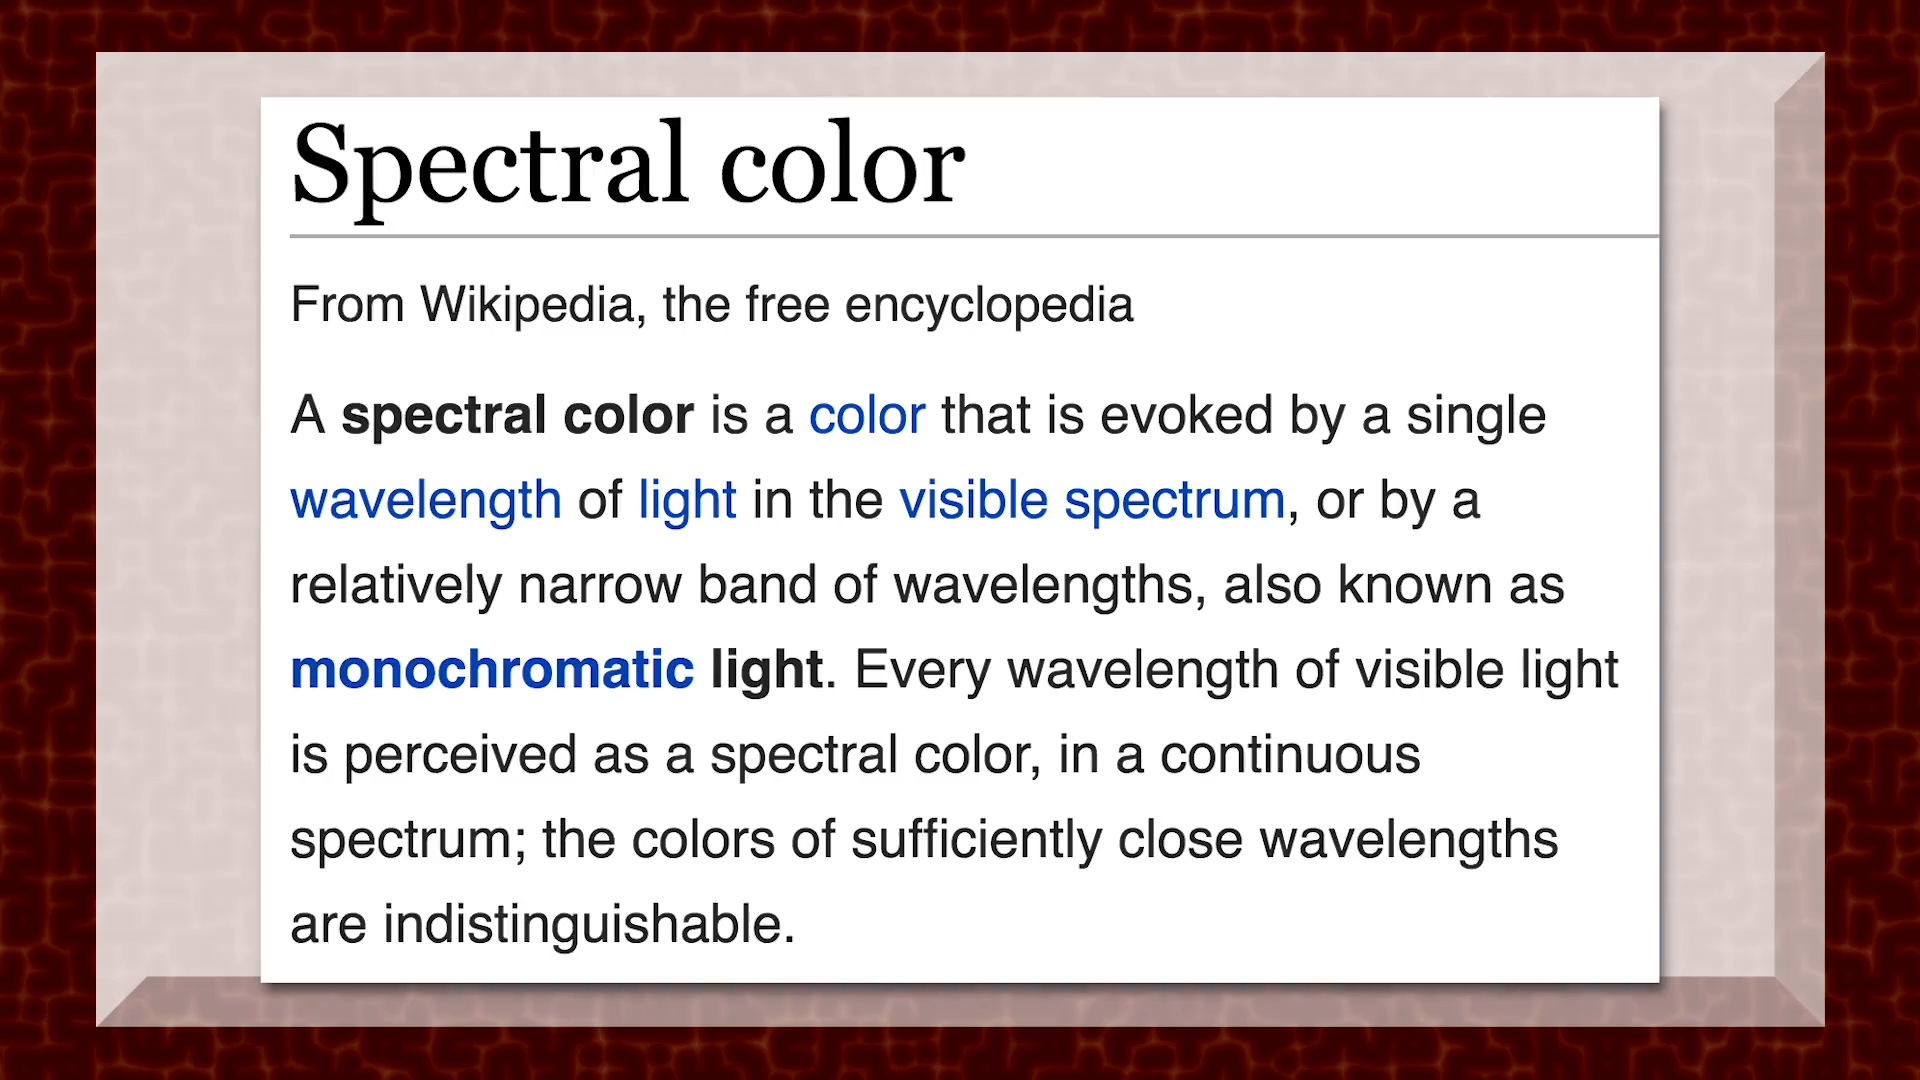 Spectral color
From Wikipedia, the free encyclopedia
A spectral color is a color that is evoked by a single
wavelength of light in the visible spectrum, or by a
relatively narrow band of wavelengths, also known as
monochromatic light. Every wavelength of visible light
is perceived as a spectral color, in a continuous
spectrum; the colors of sufficiently close wavelengths
are indistinguishable.